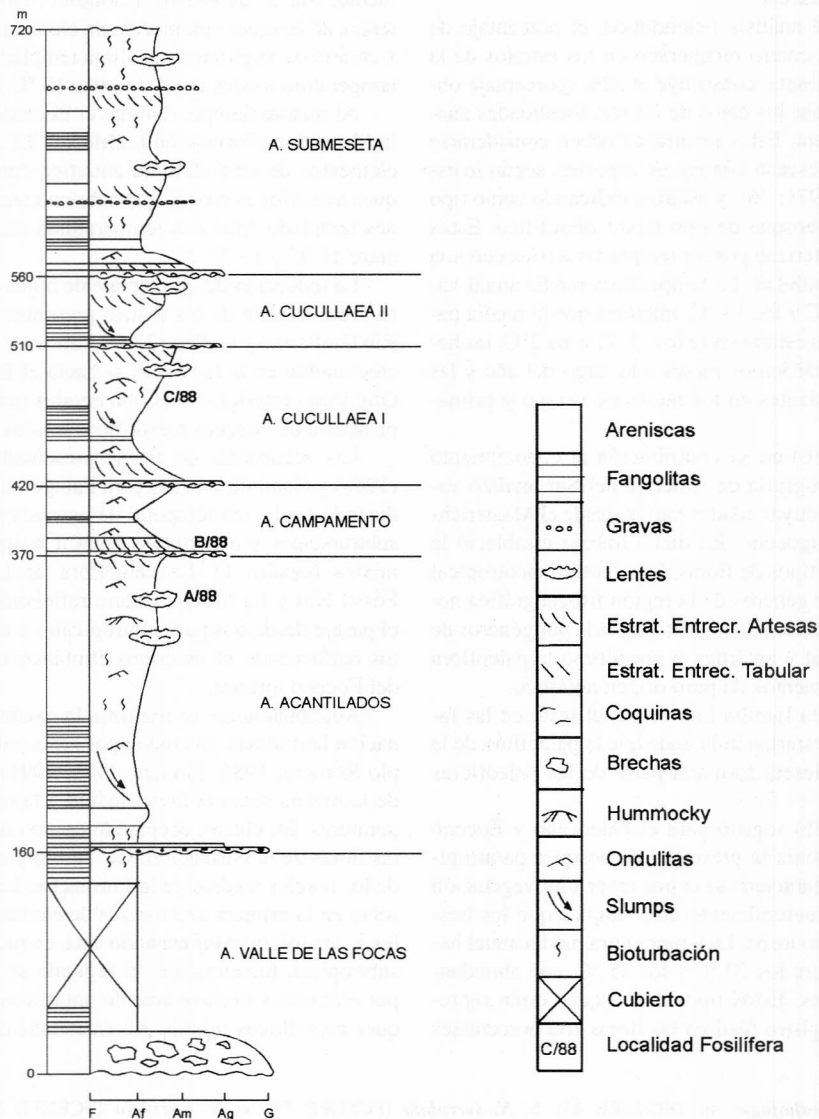 m
720
A. SUBMESETA
560
A. CUCULLAEA II
510
C/88
A. CUCULLAEA I
420
A. CAMPAMENTO
B/88
370
A/88
A. ACANTILADOS
160
A. VALLE DE LAS FOCAS
0
F Af Am Ag G
Areniscas
Fangolitas
Gravas
Lentes
Estrat. Entrecr. Artesas
Estrat. Entrec. Tabular
Coquinas
Brechas
Hummocky
Ondulitas
Slumps
Bioturbación
Cubierto
C/88 Localidad Fosilífera